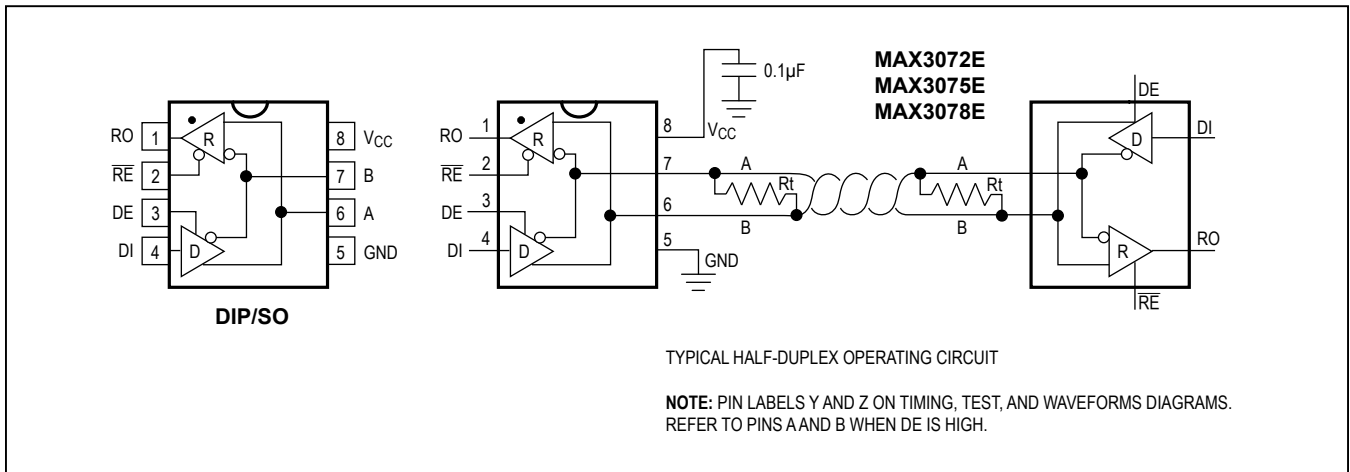 RO 1
R
RE 2
DE 3
DI 4
D
8 VCC
7 B
6 A
5 GND
DIP/SO
0.1µF
RO 1
R
RE 2
DE 3
DI 4
D
8 VCC
7 A
6 B
5
GND
Rt
MAX3072E
MAX3075E
MAX3078E
A
Rt
B
DE
DI
D
R
RO
RE
TYPICAL HALF-DUPLEX OPERATING CIRCUIT
NOTE: PIN LABELS Y AND Z ON TIMING, TEST, AND WAVEFORMS DIAGRAMS.
REFER TO PINS A AND B WHEN DE IS HIGH.